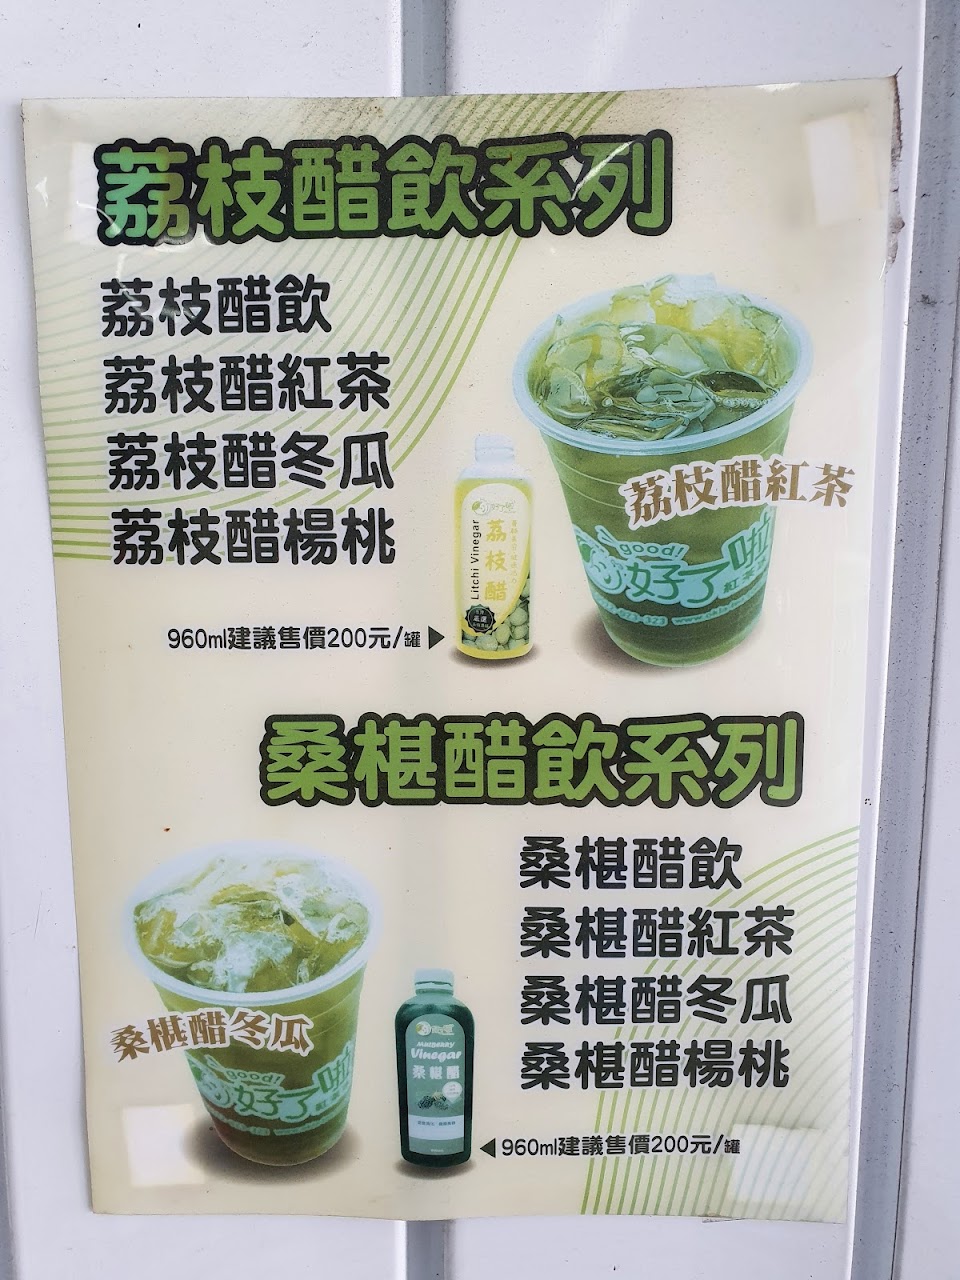 荔枝醋飲系列
荔枝醋飲
荔枝醋紅茶
荔枝醋冬瓜
荔枝醋楊桃
荔枝醋紅茶
Litchi Vinegar
荔枝醋
嚴選
good!
好了啦
紅茶
960ml建議售價200元/罐
桑椹醋飲系列
桑椹醋飲
桑椹醋紅茶
桑椹醋冬瓜
桑椹醋楊桃
桑椹醋冬瓜
good!
好了啦
Mulberry
Vinegar
桑椹醋
960ml建議售價200元/罐